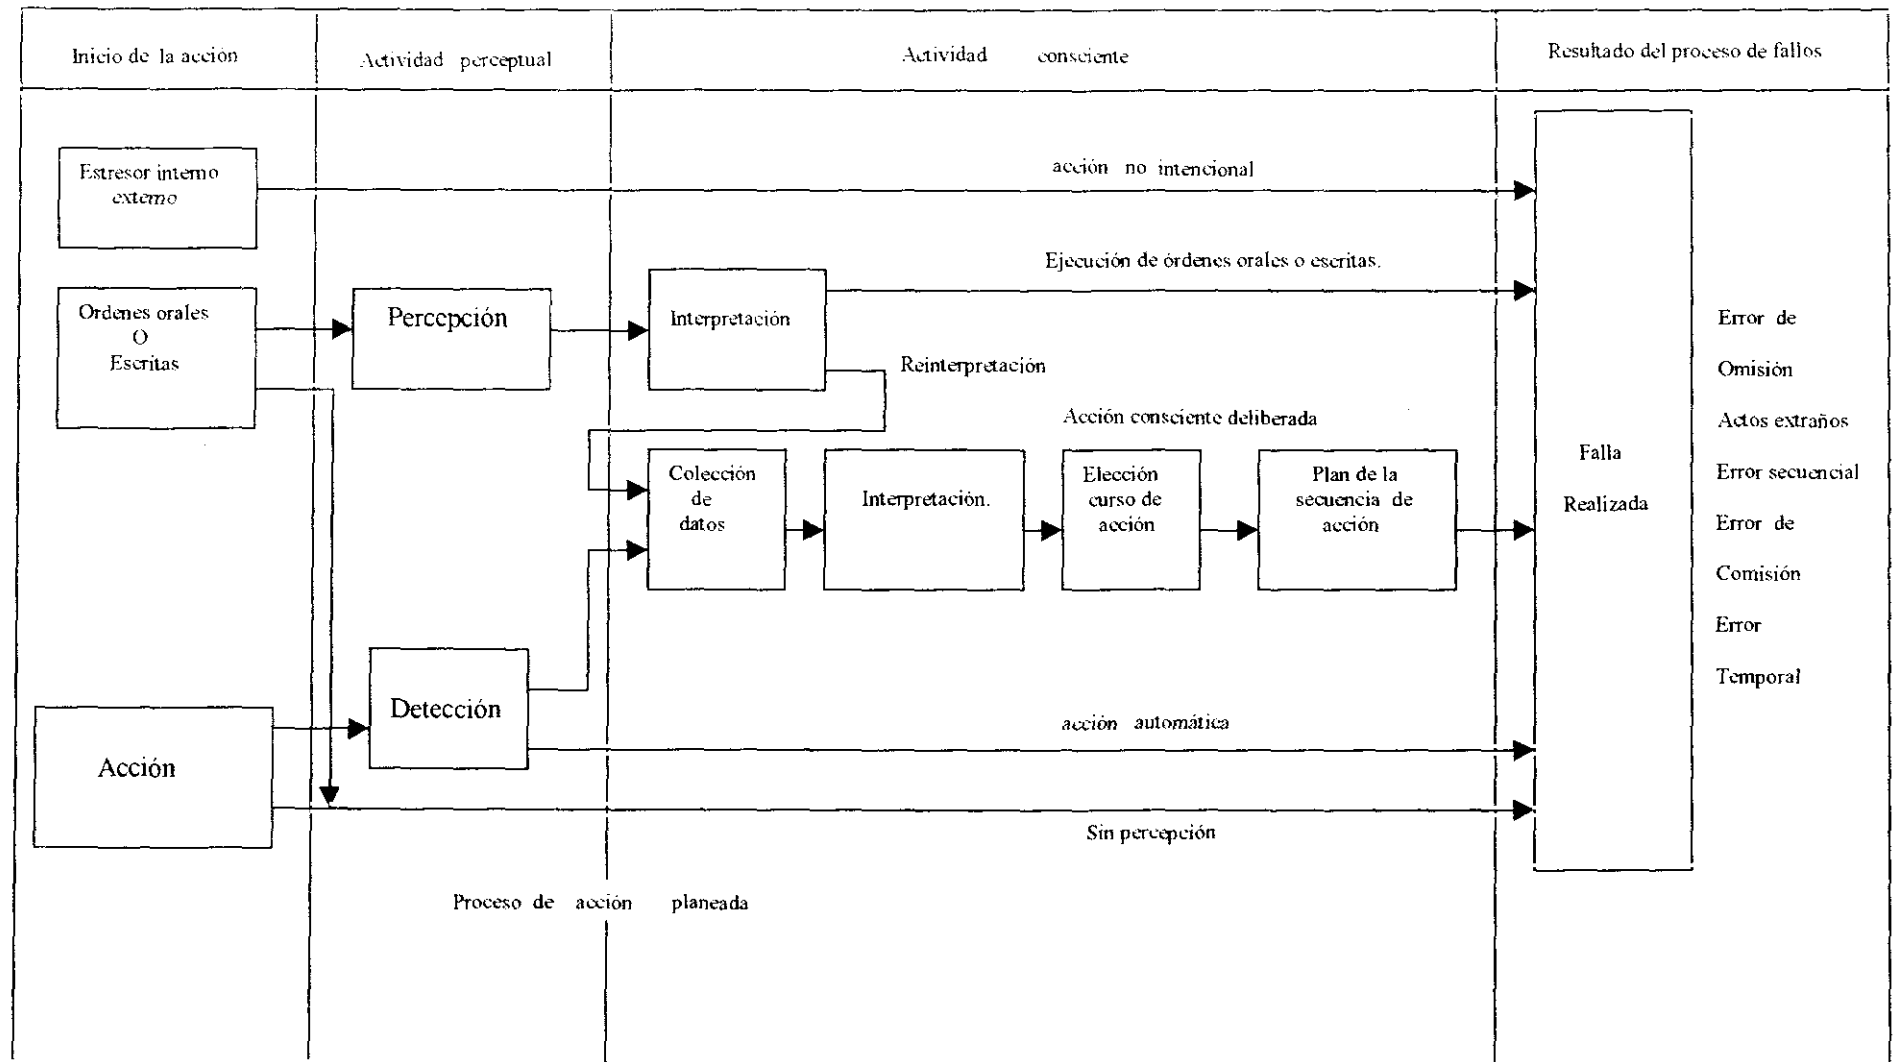 Inicio de la acción
Actividad perceptual
Actividad consciente
Resultado del proceso de fallos
Estresor interno
externo
acción no intencional
Ordenes orales
O
Escritas
Percepción
Interpretación
Ejecución de órdenes orales o escritas.
Reinterpretación
Acción consciente deliberada
Colección
de
datos
Interpretación.
Elección
curso de
acción
Plan de la
secuencia de
acción
Falla
Realizada
Error de
Omisión
Actos extraños
Error secuencial
Error de
Comisión
Error
Temporal
Detección
Acción
acción automática
Sin percepción
Proceso de acción planeada